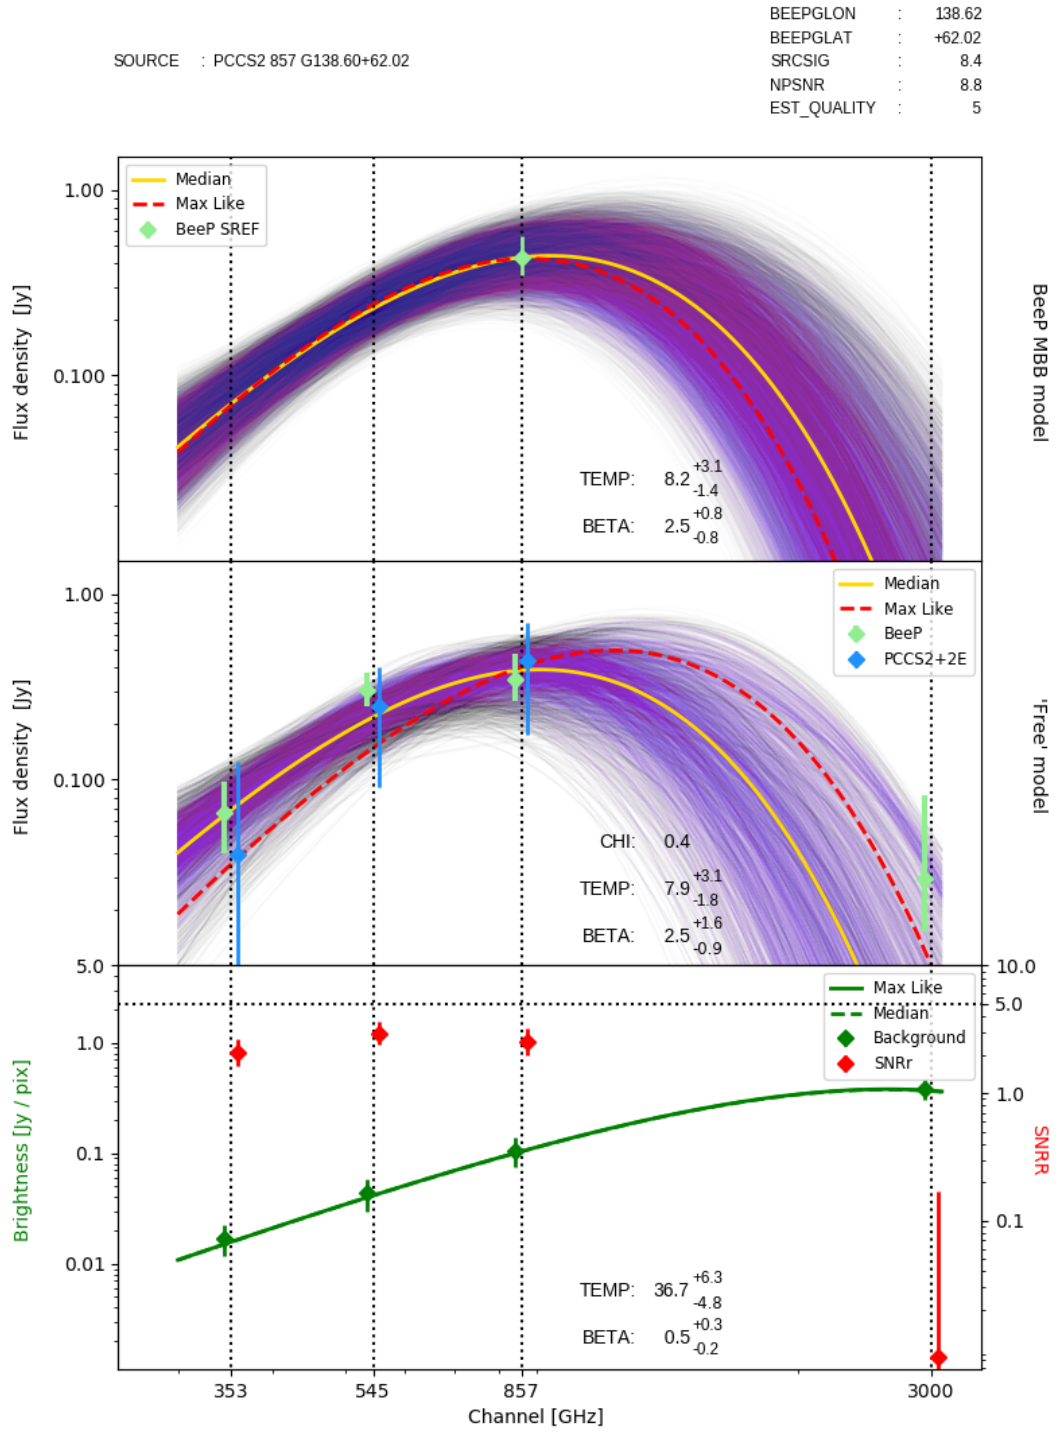 BEEPGLON : 138.62
BEEPGLAT : +62.02
SOURCE : PCCS2 857 G138.60+62.02
SRCSIG : 8.4
NPSNR : 8.8
EST_QUALITY : 5
Median
Max Like
BeeP SREF
1.00
0.100
Flux density [Jy]
BeeP MBB model
TEMP: 8.2 +3.1 -1.4
BETA: 2.5 +0.8 -0.8
Median
Max Like
BeeP
PCCS2+2E
1.00
0.100
Flux density [Jy]
'Free' model
CHI: 0.4
TEMP: 7.9 +3.1 -1.8
BETA: 2.5 +1.6 -0.9
5.0
10.0
Max Like
Median
Background
SNRr
5.0
1.0
1.0
0.1
0.1
0.01
Brightness [Jy / pix]
SNRR
TEMP: 36.7 +6.3 -4.8
BETA: 0.5 +0.3 -0.2
353 545 857 3000
Channel [GHz]